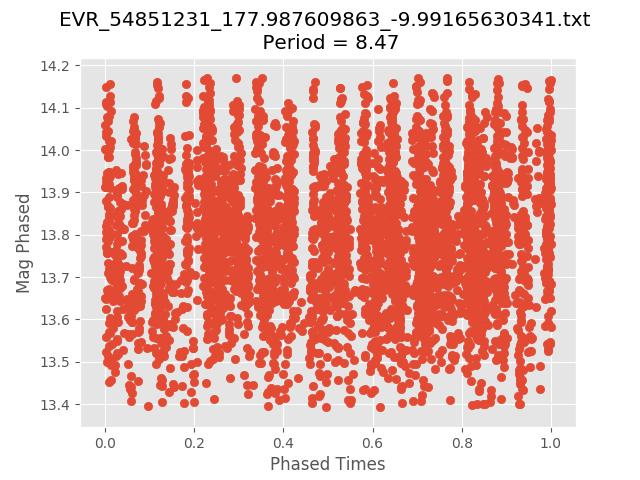 EVR_54851231_177.987609863_-9.99165630341.txt
Period = 8.47
14.2
14.1
14.0
13.9
13.8
13.7
13.6
13.5
13.4
Mag Phased
0.0 0.2 0.4 0.6 0.8 1.0
Phased Times